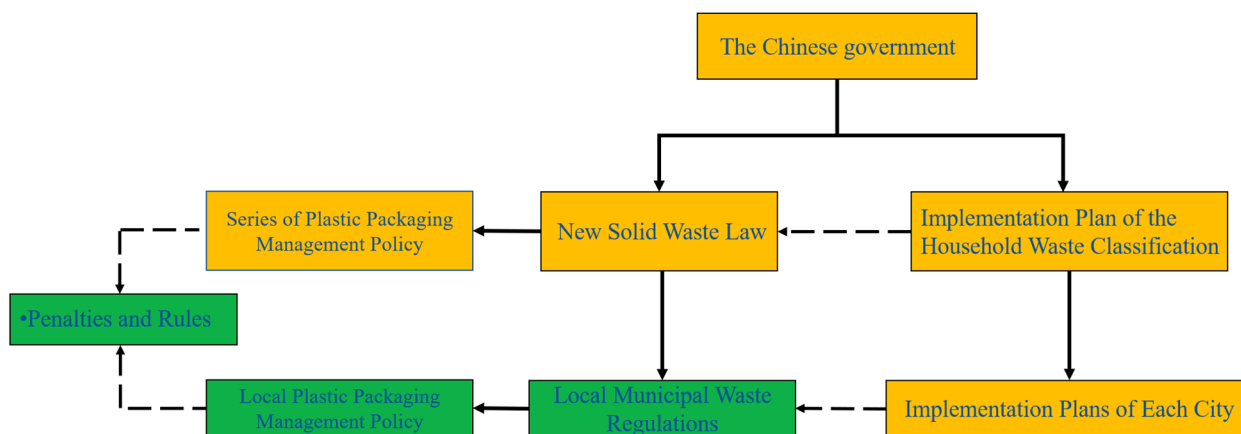 The Chinese government
Series of Plastic Packaging
Management Policy
New Solid Waste Law
Implementation Plan of the
Household Waste Classification
•Penalties and Rules
Local Plastic Packaging
Management Policy
Local Municipal Waste
Regulations
Implementation Plans of Each City